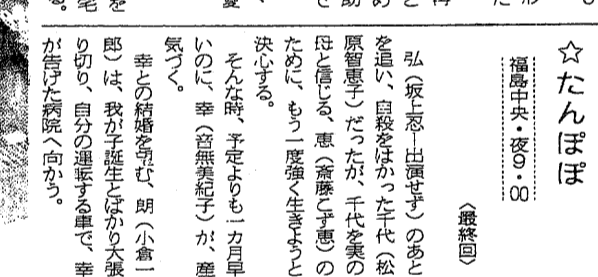 ☆たんぽぽ
福島中央・夜9・00
〈最終回〉
弘（坂上忍―出演せず）のあと
を追い、自殺をはかった千代（松
原智恵子）だったが、千代を実の
母と信じる、恵（斎藤こず恵）の
ために、もう一度強く生きようと
決心する。
そんな時、予定よりも一カ月早
いのに、幸（音無美紀子）が、産
気づく。
幸との結婚を望む、朗（小倉一
郎）は、我が子誕生とばかり大張
り切り、自分の運転する車で、幸
が告げた病院へ向かう。